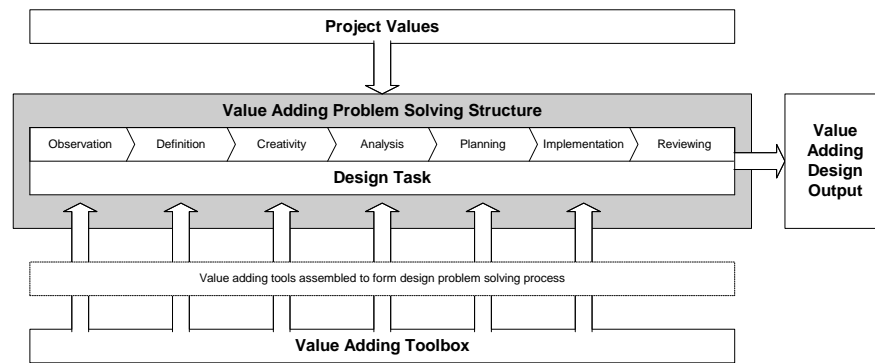 Project Values
Value Adding Problem Solving Structure
Observation Definition Creativity Analysis Planning Implementation Reviewing
Design Task
Value
Adding
Design
Output
Value adding tools assembled to form design problem solving process
Value Adding Toolbox